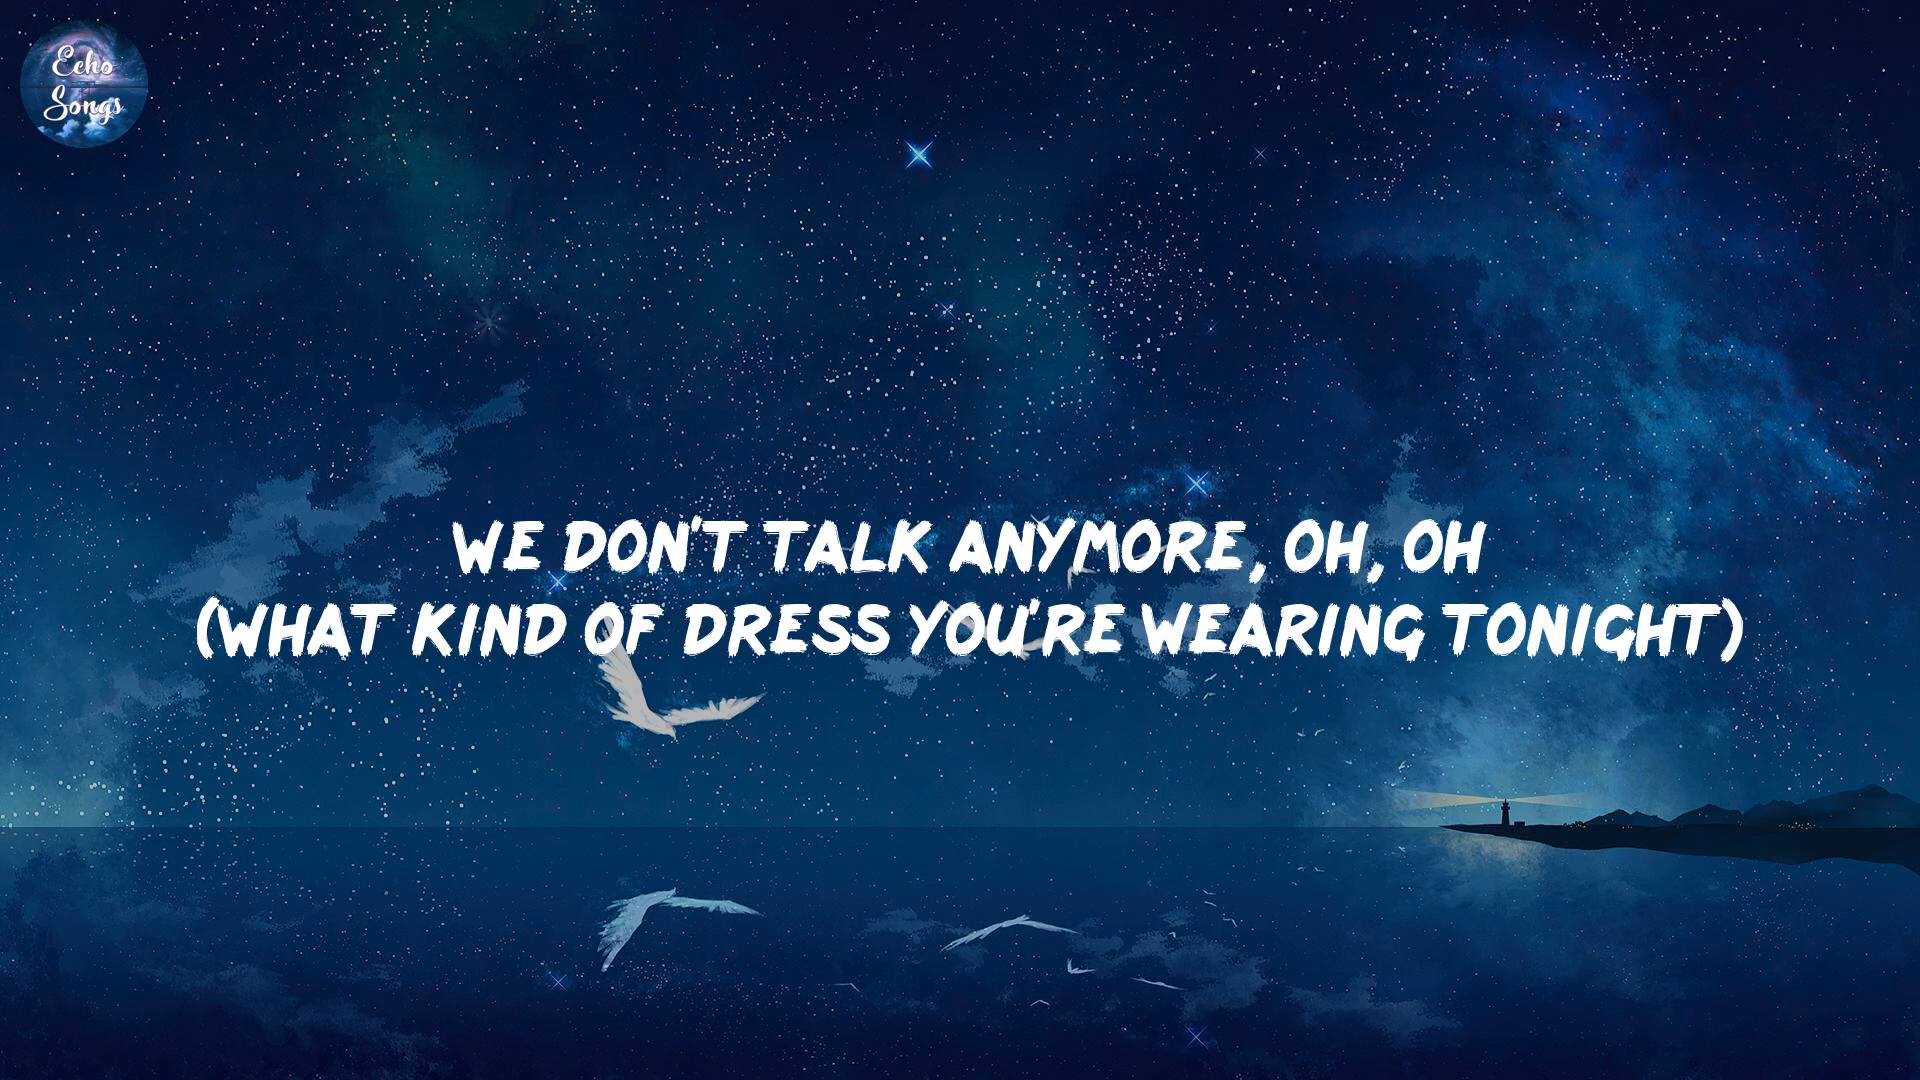 Echo
Songs
WE DON'T TALK ANYMORE, OH, OH
(WHAT KIND OF DRESS YOU'RE WEARING TONIGHT)